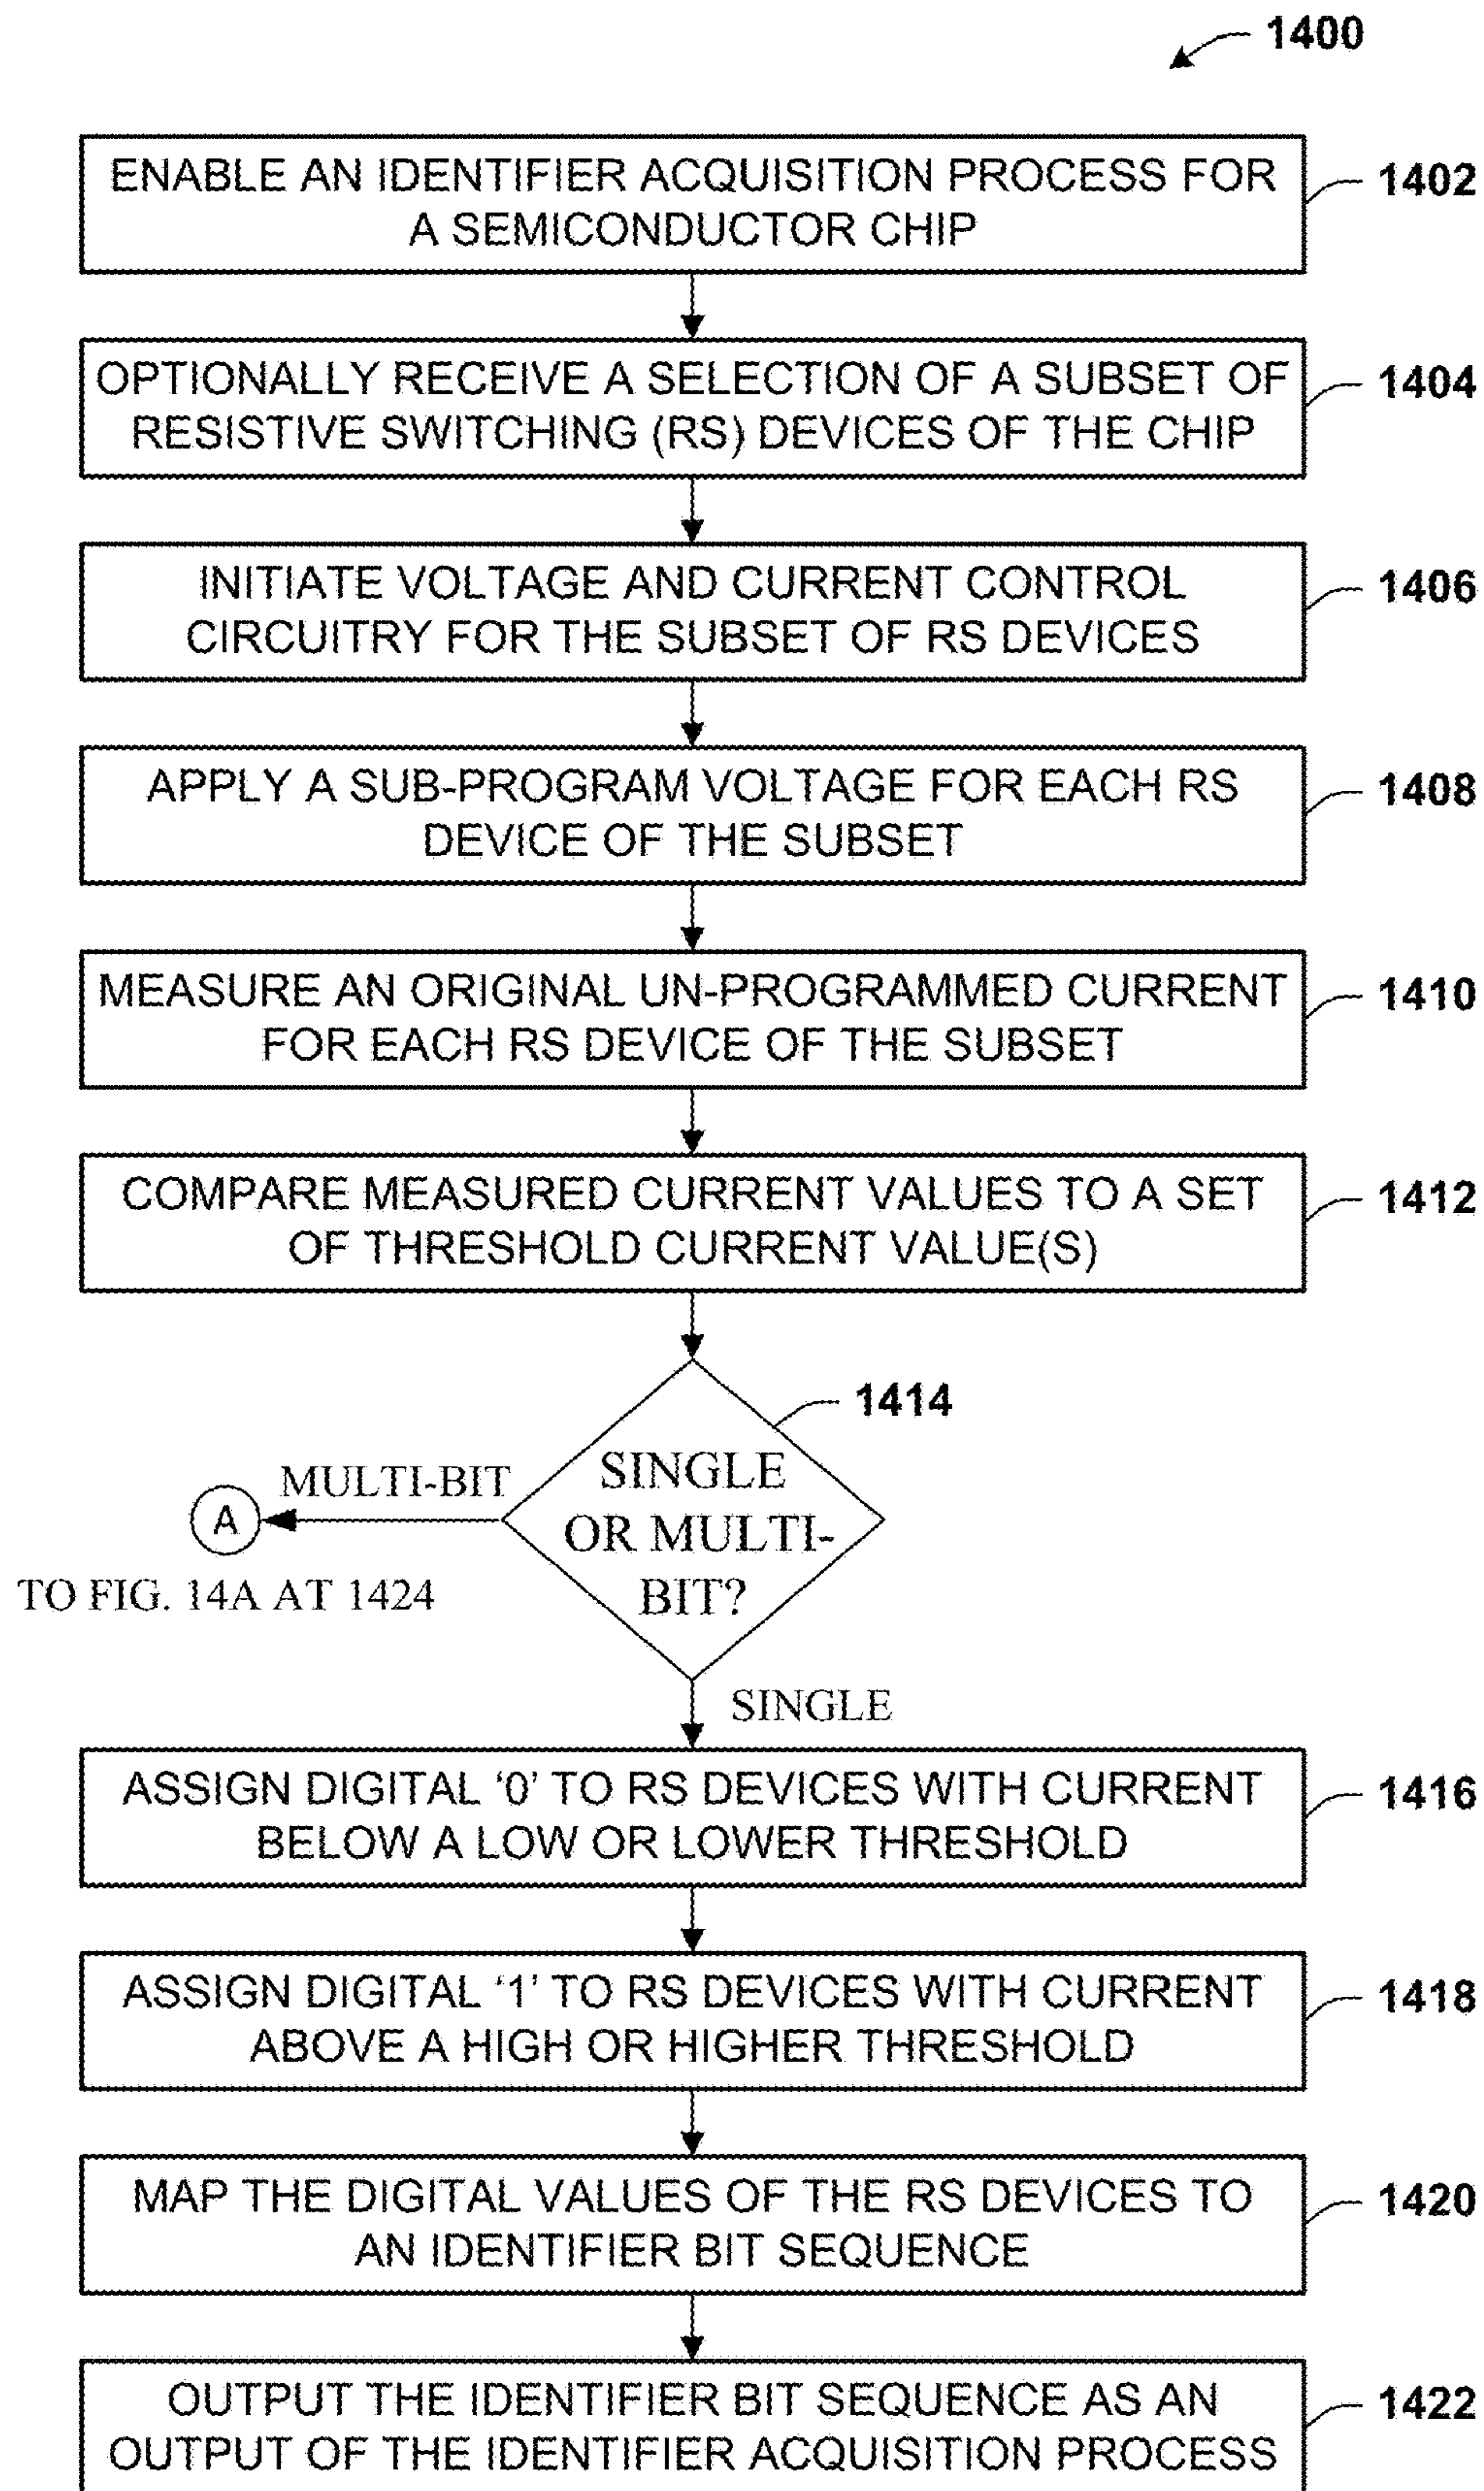 1400
ENABLE AN IDENTIFIER ACQUISITION PROCESS FOR
A SEMICONDUCTOR CHIP
1402
OPTIONALLY RECEIVE A SELECTION OF A SUBSET OF
RESISTIVE SWITCHING (RS) DEVICES OF THE CHIP
1404
INITIATE VOLTAGE AND CURRENT CONTROL
CIRCUITRY FOR THE SUBSET OF RS DEVICES
1406
APPLY A SUB-PROGRAM VOLTAGE FOR EACH RS
DEVICE OF THE SUBSET
1408
MEASURE AN ORIGINAL UN-PROGRAMMED CURRENT
FOR EACH RS DEVICE OF THE SUBSET
1410
COMPARE MEASURED CURRENT VALUES TO A SET
OF THRESHOLD CURRENT VALUE(S)
1412
1414
SINGLE
OR MULTI-
BIT?
MULTI-BIT
A
TO FIG. 14A AT 1424
SINGLE
ASSIGN DIGITAL ‘0’ TO RS DEVICES WITH CURRENT
BELOW A LOW OR LOWER THRESHOLD
1416
ASSIGN DIGITAL ‘1’ TO RS DEVICES WITH CURRENT
ABOVE A HIGH OR HIGHER THRESHOLD
1418
MAP THE DIGITAL VALUES OF THE RS DEVICES TO
AN IDENTIFIER BIT SEQUENCE
1420
OUTPUT THE IDENTIFIER BIT SEQUENCE AS AN
OUTPUT OF THE IDENTIFIER ACQUISITION PROCESS
1422